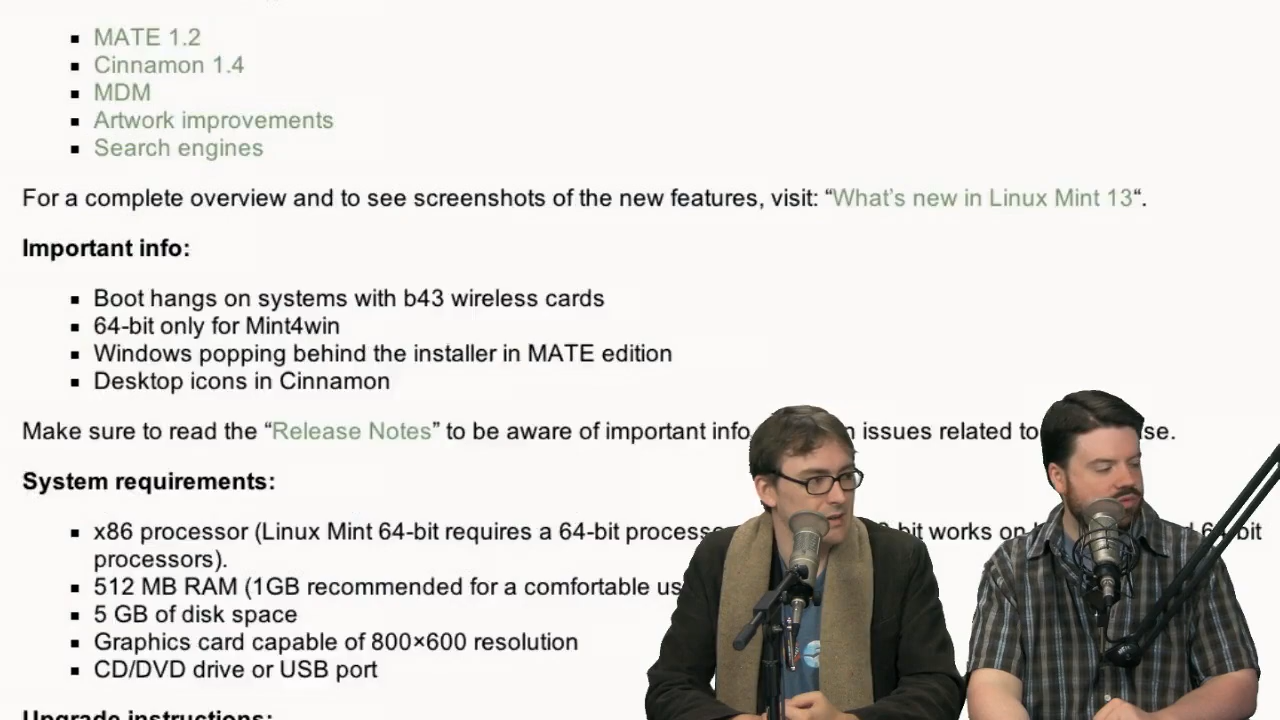 MATE 1.2
Cinnamon 1.4
MDM
Artwork improvements
Search engines
For a complete overview and to see screenshots of the new features, visit: “What’s new in Linux Mint 13“.
Important info:
Boot hangs on systems with b43 wireless cards
64-bit only for Mint4win
Windows popping behind the installer in MATE edition
Desktop icons in Cinnamon
Make sure to read the “Release Notes” to be aware of important info issues related to se.
System requirements:
x86 processor (Linux Mint 64-bit requires a 64-bit process bit works on bit
processors).
512 MB RAM (1GB recommended for a comfortable us
5 GB of disk space
Graphics card capable of 800×600 resolution
CD/DVD drive or USB port
Upgrade instructions: